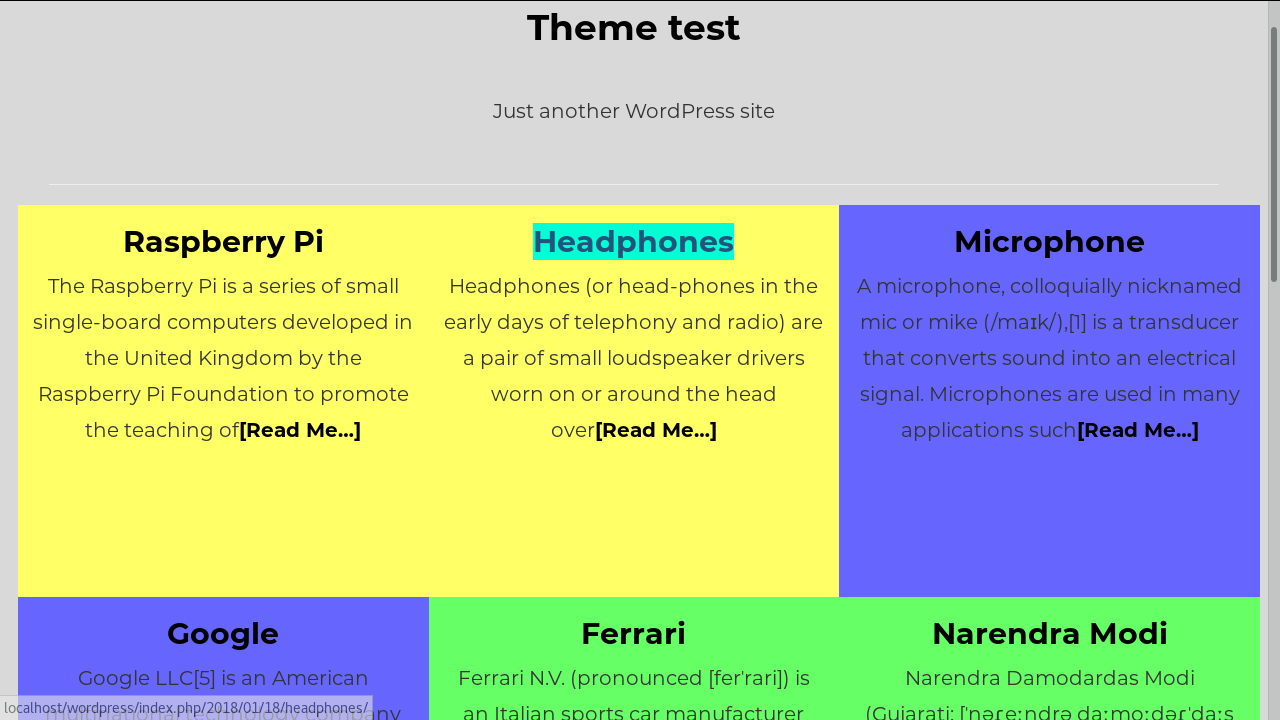 Theme test
Just another WordPress site
Raspberry Pi
The Raspberry Pi is a series of small
single-board computers developed in
the United Kingdom by the
Raspberry Pi Foundation to promote
the teaching of[Read Me...]
Headphones
Headphones (or head-phones in the
early days of telephony and radio) are
a pair of small loudspeaker drivers
worn on or around the head
over[Read Me...]
Microphone
A microphone, colloquially nicknamed
mic or mike (/maɪk/),[1] is a transducer
that converts sound into an electrical
signal. Microphones are used in many
applications such[Read Me...]
Google
Google LLC[5] is an American
multinational technology company
Ferrari
Ferrari N.V. (pronounced [ferˈrari]) is
an Italian sports car manufacturer
Narendra Modi
Narendra Damodardas Modi
(Gujarati: [ˈnəɾeːndrə daːmoːdərˈdaːs
localhost/wordpress/index.php/2018/01/18/headphones/